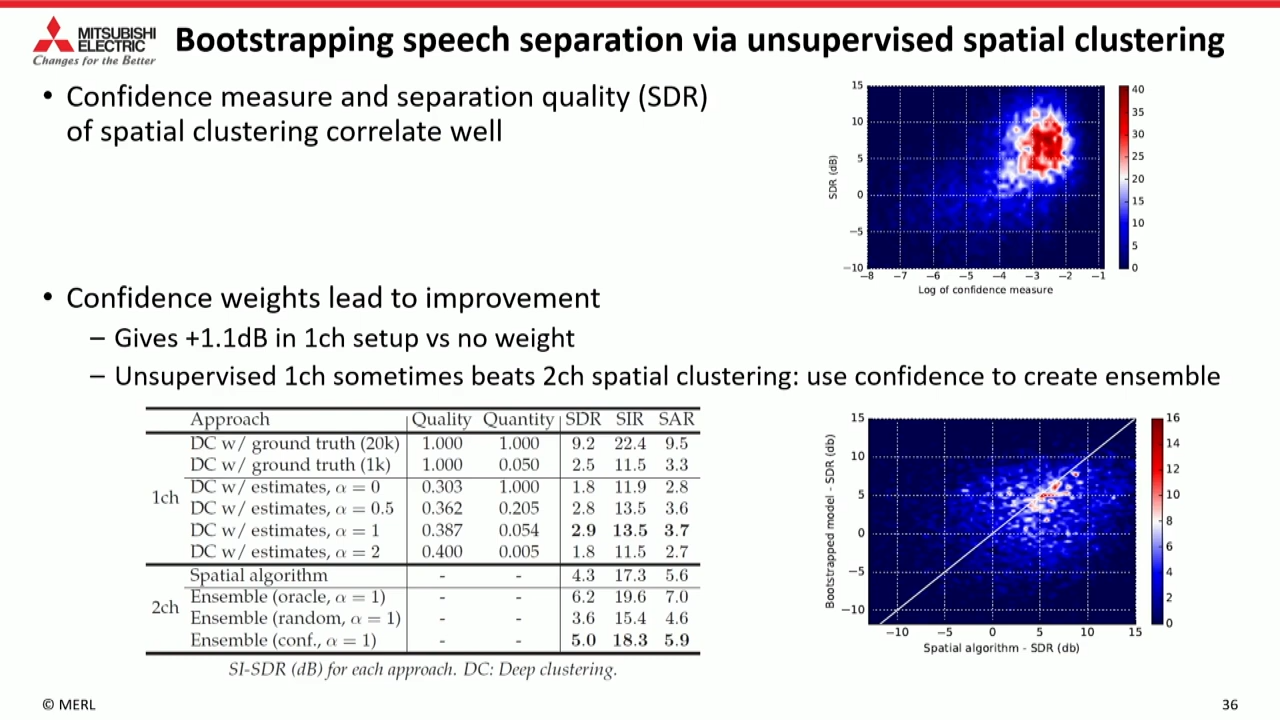 MITSUBISHI
ELECTRIC
Changes for the Better
Bootstrapping speech separation via unsupervised spatial clustering
• Confidence measure and separation quality (SDR)
of spatial clustering correlate well
15
10
5
0
−5
−10
SDR (dB)
−8 −7 −6 −5 −4 −3 −2 −1
Log of confidence measure
40
35
30
25
20
15
10
5
0
• Confidence weights lead to improvement
– Gives +1.1dB in 1ch setup vs no weight
– Unsupervised 1ch sometimes beats 2ch spatial clustering: use confidence to create ensemble
Approach Quality Quantity SDR SIR SAR
1ch
DC w/ ground truth (20k) 1.000 1.000 9.2 22.4 9.5
DC w/ ground truth (1k) 1.000 0.050 2.5 11.5 3.3
DC w/ estimates, α = 0 0.303 1.000 1.8 11.9 2.8
DC w/ estimates, α = 0.5 0.362 0.205 2.8 13.5 3.6
DC w/ estimates, α = 1 0.387 0.054 2.9 13.5 3.7
DC w/ estimates, α = 2 0.400 0.005 1.8 11.5 2.7
2ch
Spatial algorithm - - 4.3 17.3 5.6
Ensemble (oracle, α = 1) - - 6.2 19.6 7.0
Ensemble (random, α = 1) - - 3.6 15.4 4.6
Ensemble (conf., α = 1) - - 5.0 18.3 5.9
SI-SDR (dB) for each approach. DC: Deep clustering.
15
10
5
0
−5
−10
Bootstrapped model - SDR (db)
−10 −5 0 5 10 15
Spatial algorithm - SDR (db)
16
14
12
10
8
6
4
2
0
© MERL
36